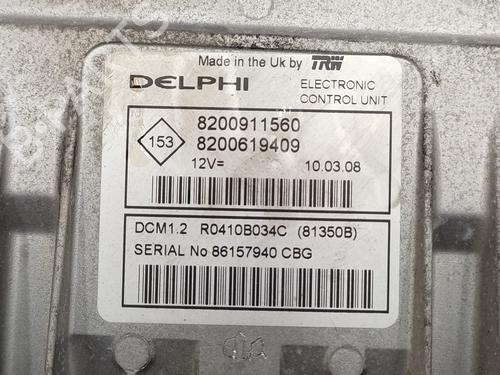 Made in the Uk by TRW
DELPHI ELECTRONIC
CONTROL UNIT
153
8200911560
8200619409
12V= 10.03.08
DCM1.2 R0410B034C (81350B)
SERIAL No 86157940 CBG